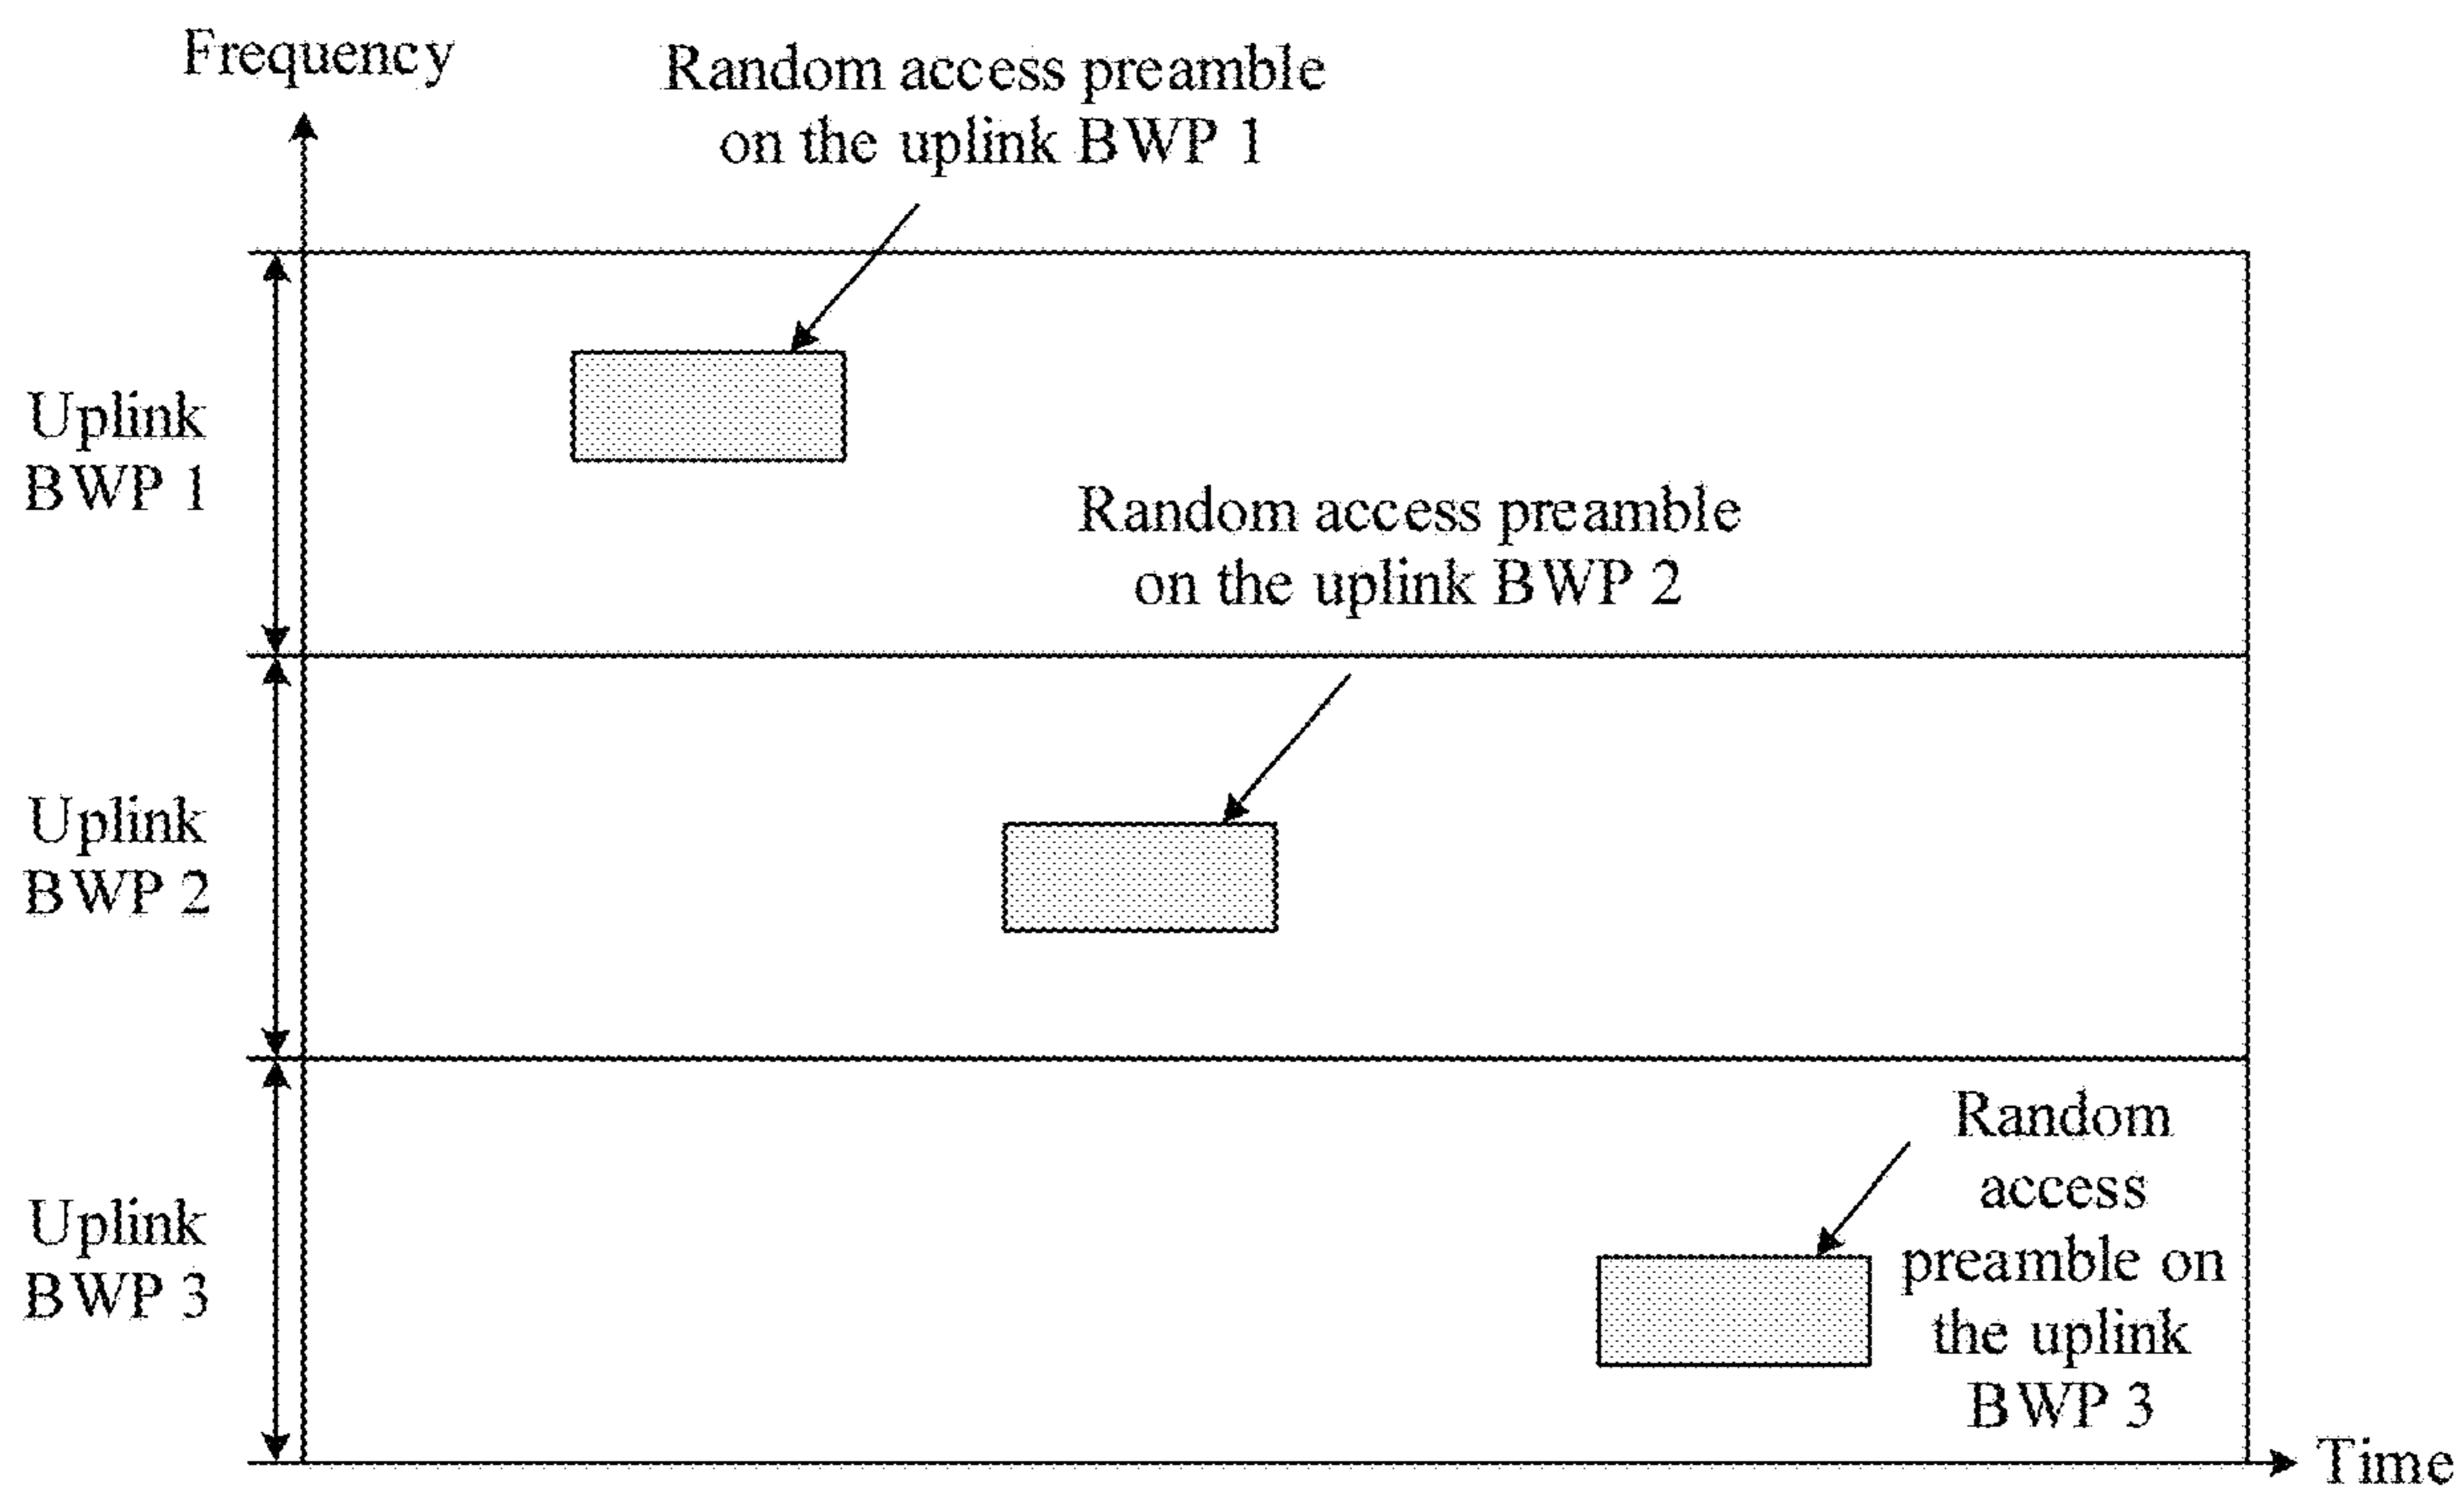 Frequency
Random access preamble
on the uplink BWP 1
Uplink
BWP 1
Random access preamble
on the uplink BWP 2
Uplink
BWP 2
Random
access
preamble on
the uplink
BWP 3
Uplink
BWP 3
Time